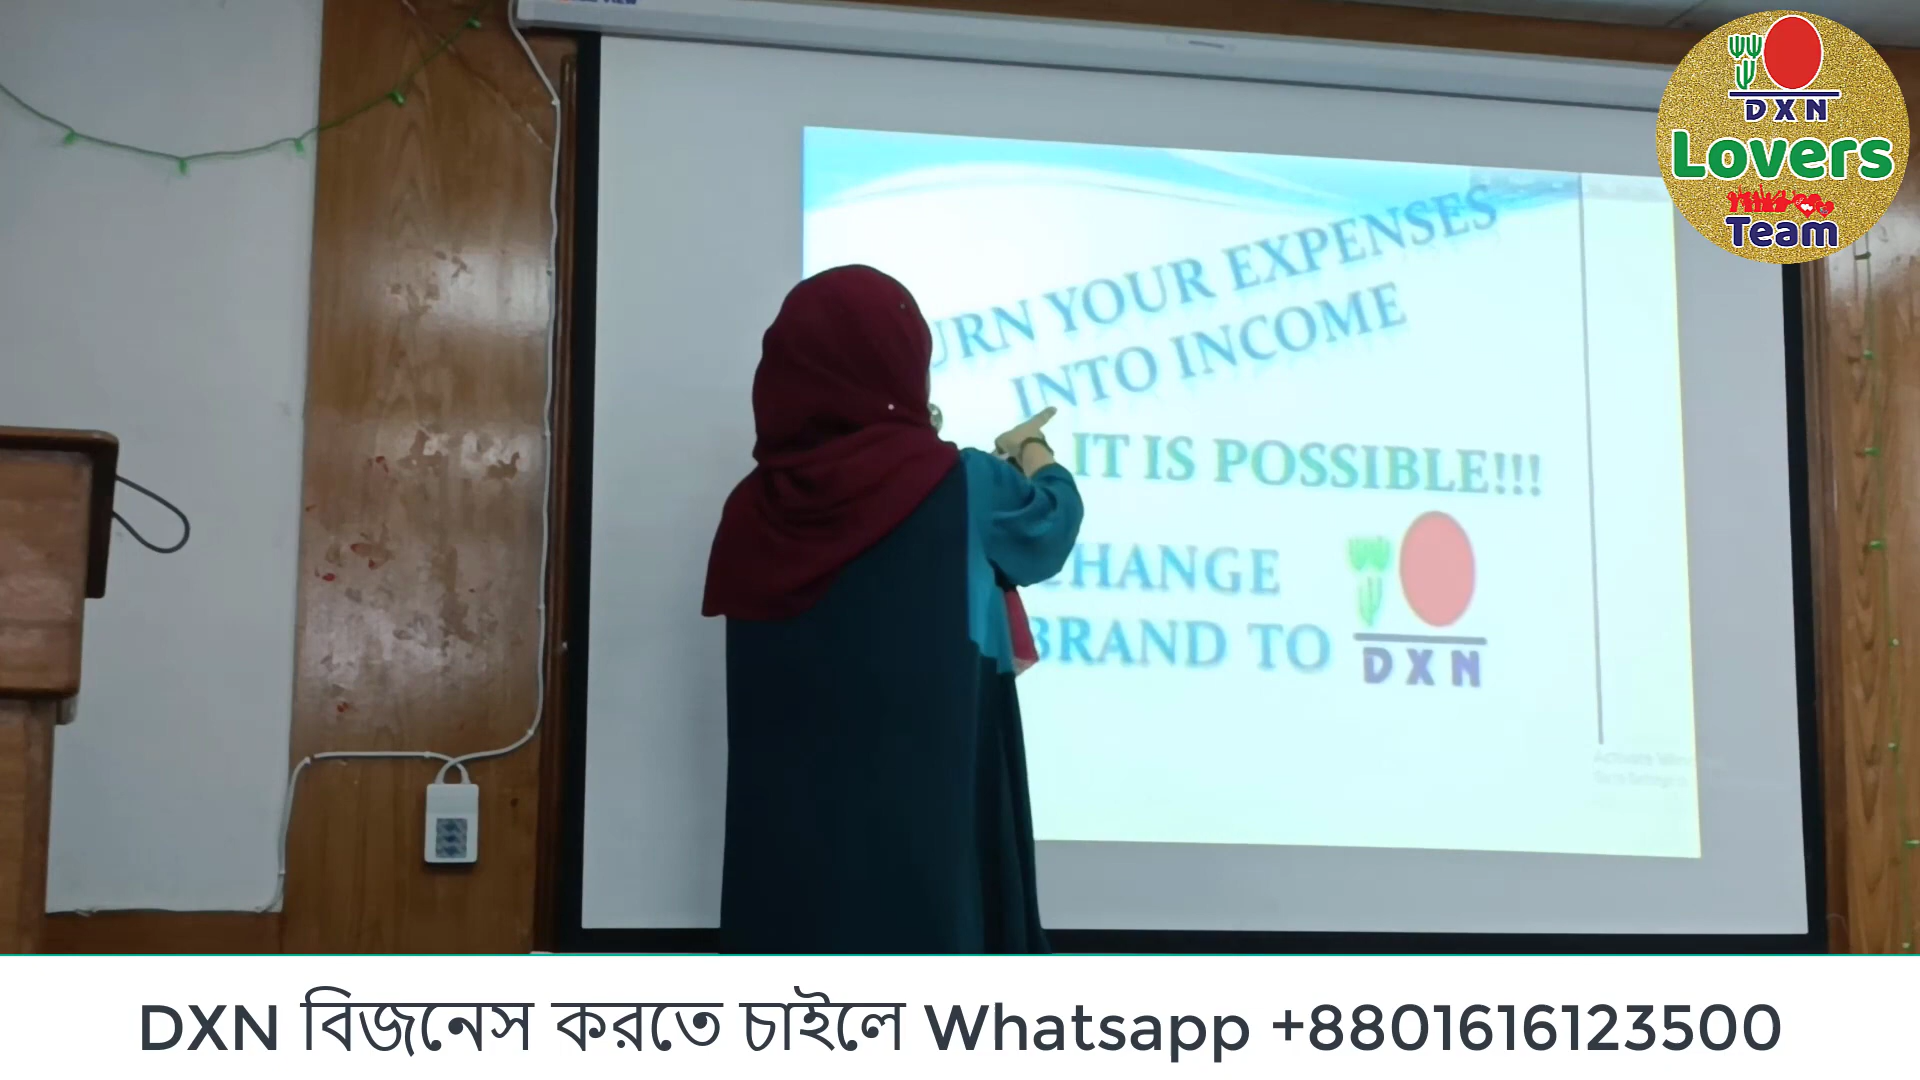 DXN
Lovers
Team
URN YOUR EXPENSES
INTO INCOME
IT IS POSSIBLE!!!
CHANGE
BRAND TO
DXN
DXN বিজনেস করতে চাইলে Whatsapp +8801616123500